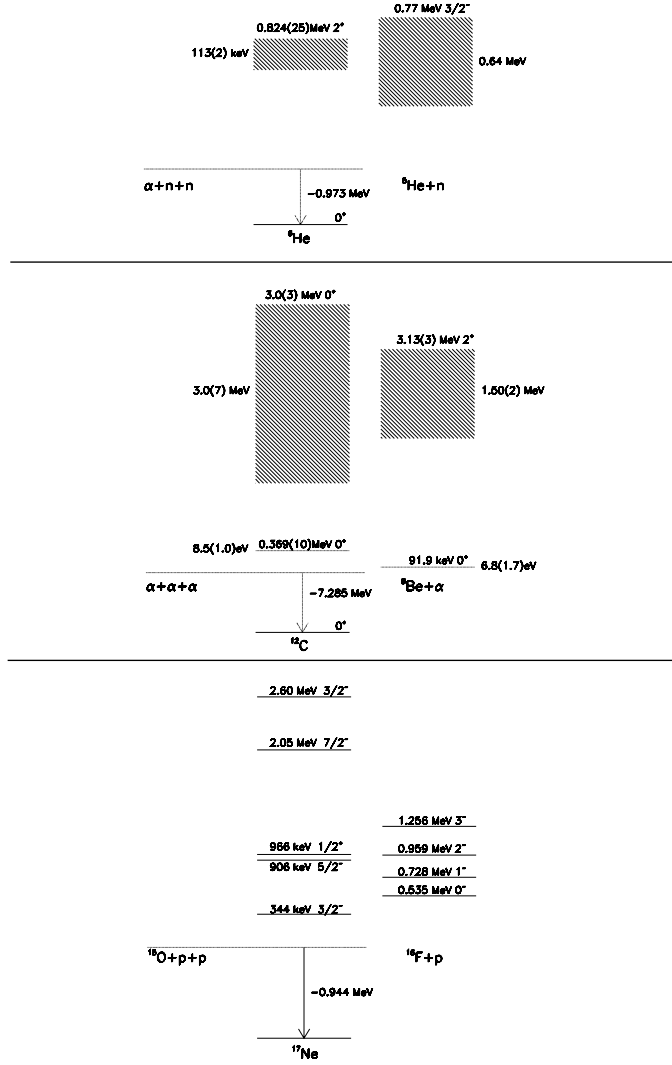 0.77 MeV 3/2⁻
0.824(25)MeV 2⁺
113(2) keV
0.64 MeV
α+n+n
⁵He+n
−0.973 MeV
0⁺
⁶He
3.0(3) MeV 0⁺
3.13(3) MeV 2⁺
3.0(7) MeV
1.50(2) MeV
8.5(1.0)eV
0.369(10)MeV 0⁺
91.9 keV 0⁺
6.8(1.7)eV
α+α+α
⁸Be+α
−7.285 MeV
0⁺
¹²C
2.60 MeV 3/2⁻
2.05 MeV 7/2⁻
1.256 MeV 3⁻
966 keV 1/2⁺
0.959 MeV 2⁻
906 keV 5/2⁻
0.728 MeV 1⁻
0.535 MeV 0⁻
344 keV 3/2⁻
¹⁵O+p+p
¹⁶F+p
−0.944 MeV
¹⁷Ne